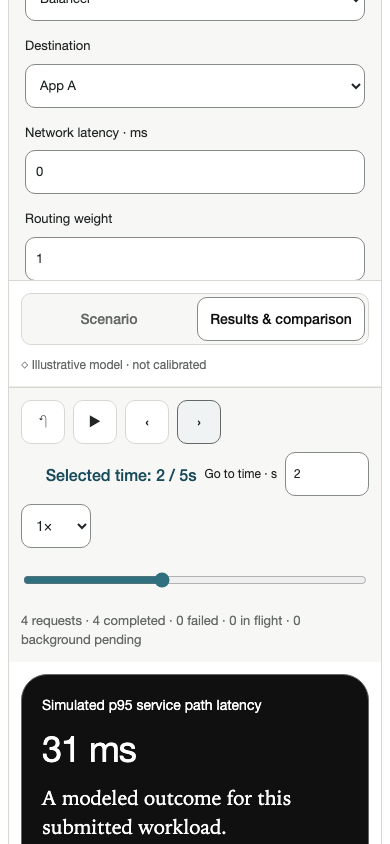 Balancer
Destination
App A
Network latency · ms
0
Routing weight
1
Scenario
Results & comparison
◇ Illustrative model · not calibrated
↰ ▶ ‹ ›
Selected time: 2 / 5s Go to time · s 2
1×
4 requests · 4 completed · 0 failed · 0 in flight · 0
background pending
Simulated p95 service path latency
31 ms
A modeled outcome for this
submitted workload.